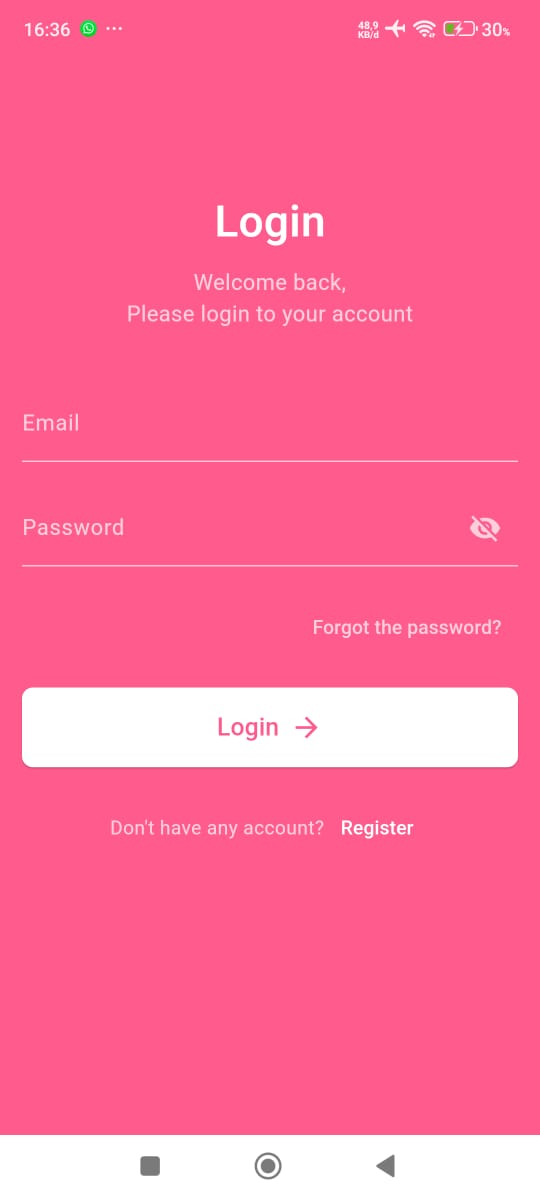 16:36 ... 48,9 KB/d 30%
Login
Welcome back,
Please login to your account
Email
Password
Forgot the password?
Login →
Don't have any account? Register